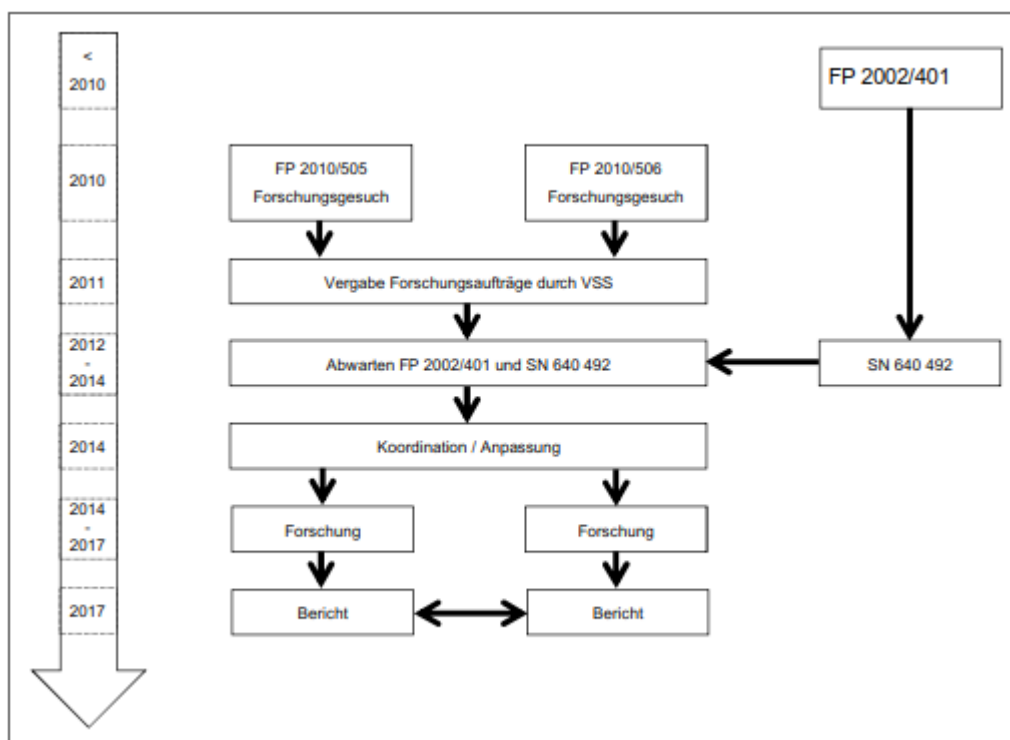 <
2010
FP 2002/401
2010
FP 2010/505
Forschungsgesuch
FP 2010/506
Forschungsgesuch
2011
Vergabe Forschungsaufträge durch VSS
2012
-
2014
Abwarten FP 2002/401 und SN 640 492
SN 640 492
2014
Koordination / Anpassung
2014
-
2017
Forschung
Forschung
2017
Bericht
Bericht